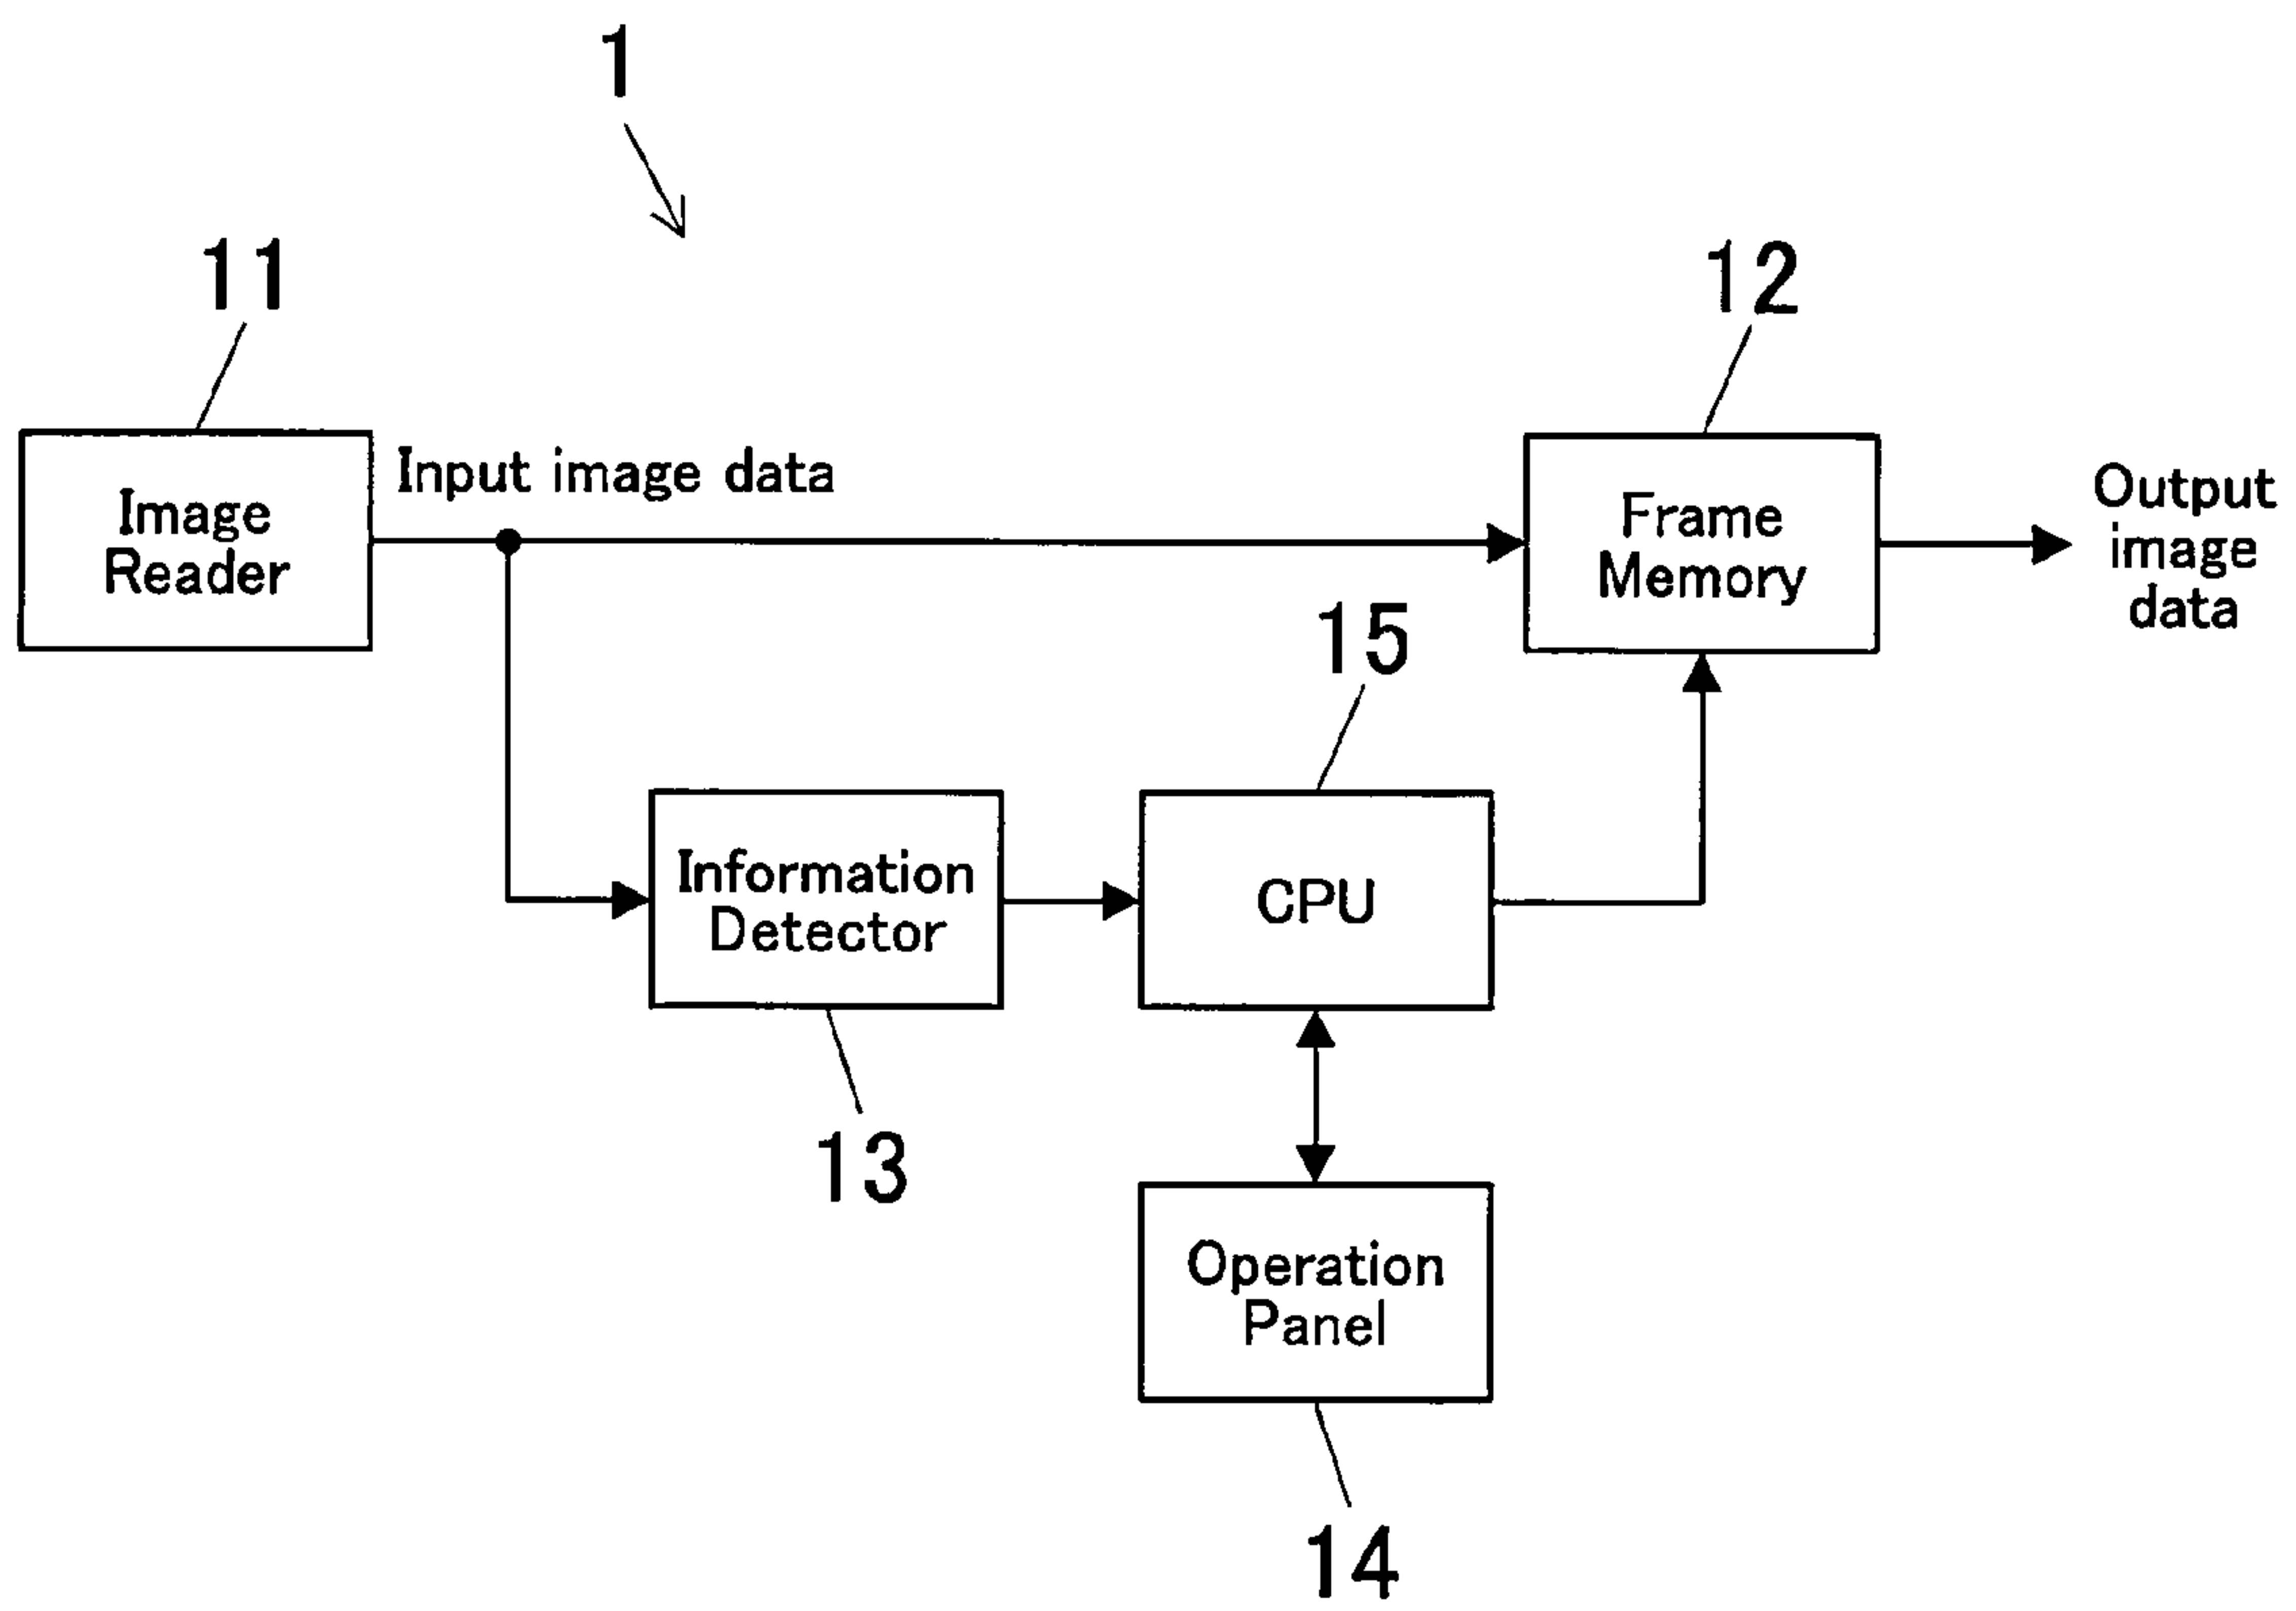 1
11
12
Input image data
Image
Reader
Frame
Memory
Output
image
data
15
Information
Detector
CPU
13
Operation
Panel
14